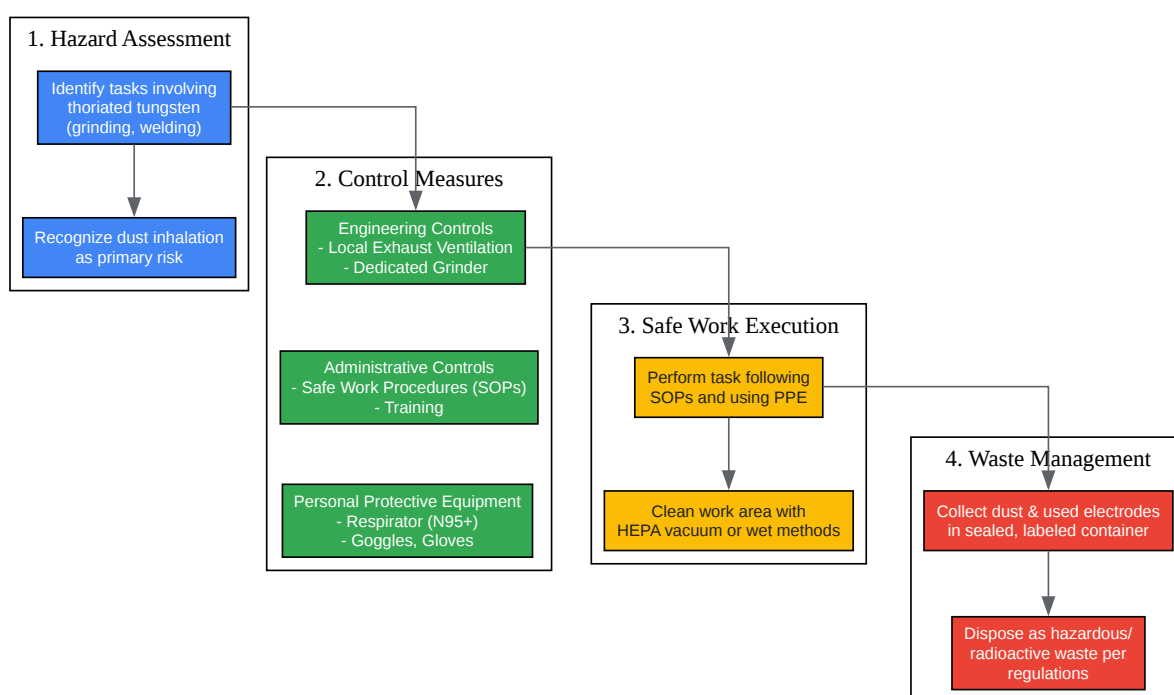 1. Hazard Assessment
Identify tasks involving
thoriated tungsten
(grinding, welding)
Recognize dust inhalation
as primary risk
2. Control Measures
Engineering Controls
- Local Exhaust Ventilation
- Dedicated Grinder
Administrative Controls
- Safe Work Procedures (SOPs)
- Training
Personal Protective Equipment
- Respirator (N95+)
- Goggles, Gloves
3. Safe Work Execution
Perform task following
SOPs and using PPE
Clean work area with
HEPA vacuum or wet methods
4. Waste Management
Collect dust & used electrodes
in sealed, labeled container
Dispose as hazardous/
radioactive waste per
regulations